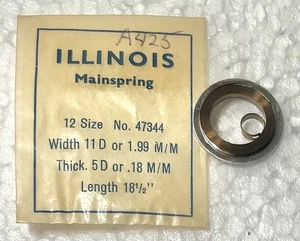 A425
ILLINOIS
Mainspring
12 Size No. 47344
Width 11 D or 1.99 M/M
Thick. 5 D or .18 M/M
Length 18½"